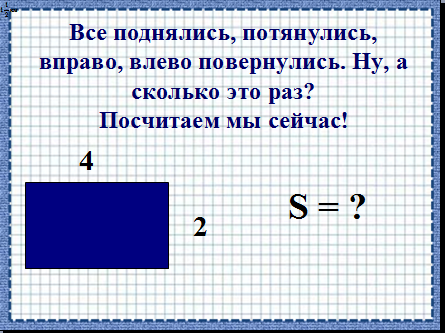 Все поднялись, потянулись,
вправо, влево повернулись. Ну, а
сколько это раз?
Посчитаем мы сейчас!
4
2
S = ?